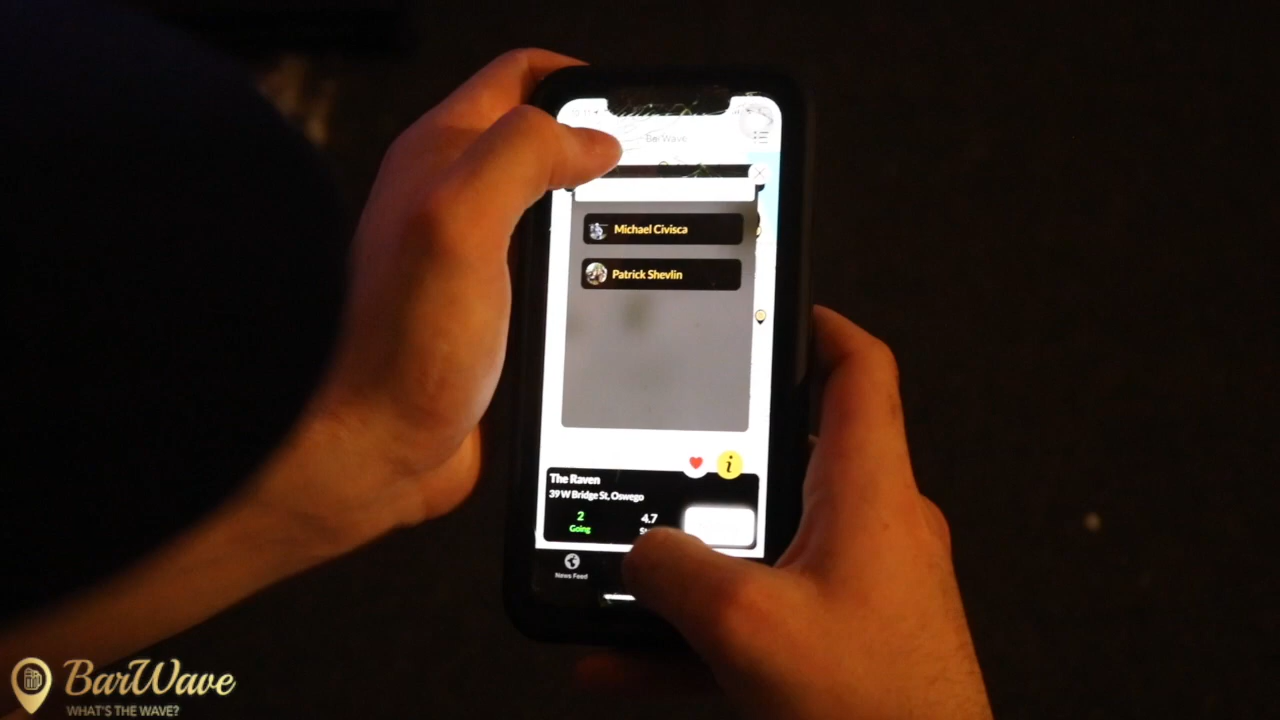 BarWave
Michael Civisca
Patrick Shevlin
The Raven
39 W Bridge St, Oswego
2
Going
4.7
News Feed
BarWave
WHAT'S THE WAVE?